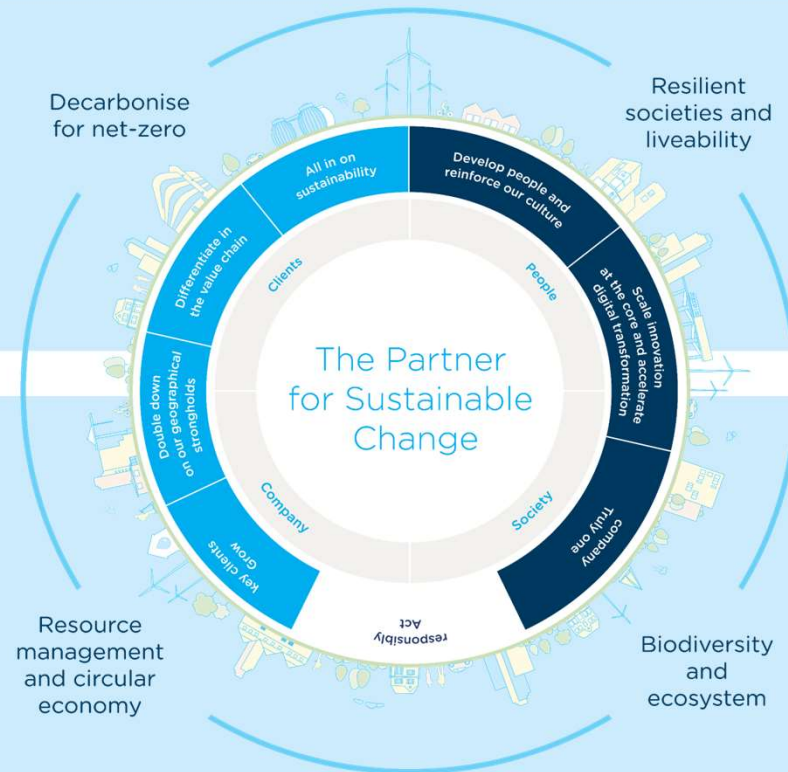 Decarbonise
for net-zero
Resilient
societies and
liveability
All in on
sustainability
Develop people and
reinforce our culture
Differentiate in
the value chain
Scale innovation
at the core and accelerate
digital transformation
Clients
People
The Partner
for Sustainable
Change
Double down
on our geographical
strongholds
Company
Society
Grow
key clients
Truly one
company
Act
responsibly
Resource
management
and circular
economy
Biodiversity
and
ecosystem